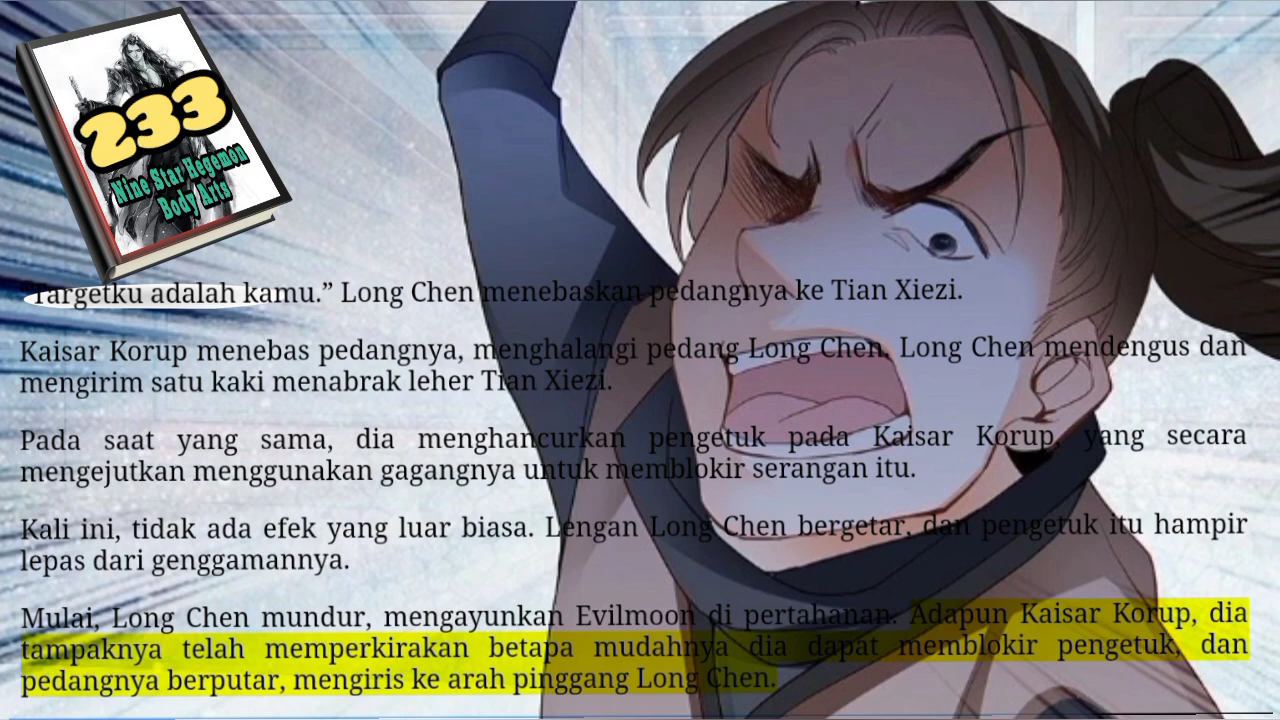 233
Nine Star Hegemon
Body Arts
Targetku adalah kamu.” Long Chen menebaskan pedangnya ke Tian Xiezi.
Kaisar Korup menebas pedangnya, menghalangi pedang Long Chen. Long Chen mendengus dan
mengirim satu kaki menabrak leher Tian Xiezi.
Pada saat yang sama, dia menghancurkan pengetuk pada Kaisar Korup, yang secara
mengejutkan menggunakan gagangnya untuk memblokir serangan itu.
Kali ini, tidak ada efek yang luar biasa. Lengan Long Chen bergetar, dan pengetuk itu hampir
lepas dari genggamannya.
Mulai, Long Chen mundur, mengayunkan Evilmoon di pertahanan. Adapun Kaisar Korup, dia
tampaknya telah memperkirakan betapa mudahnya dia dapat memblokir pengetuk, dan
pedangnya berputar, mengiris ke arah pinggang Long Chen.